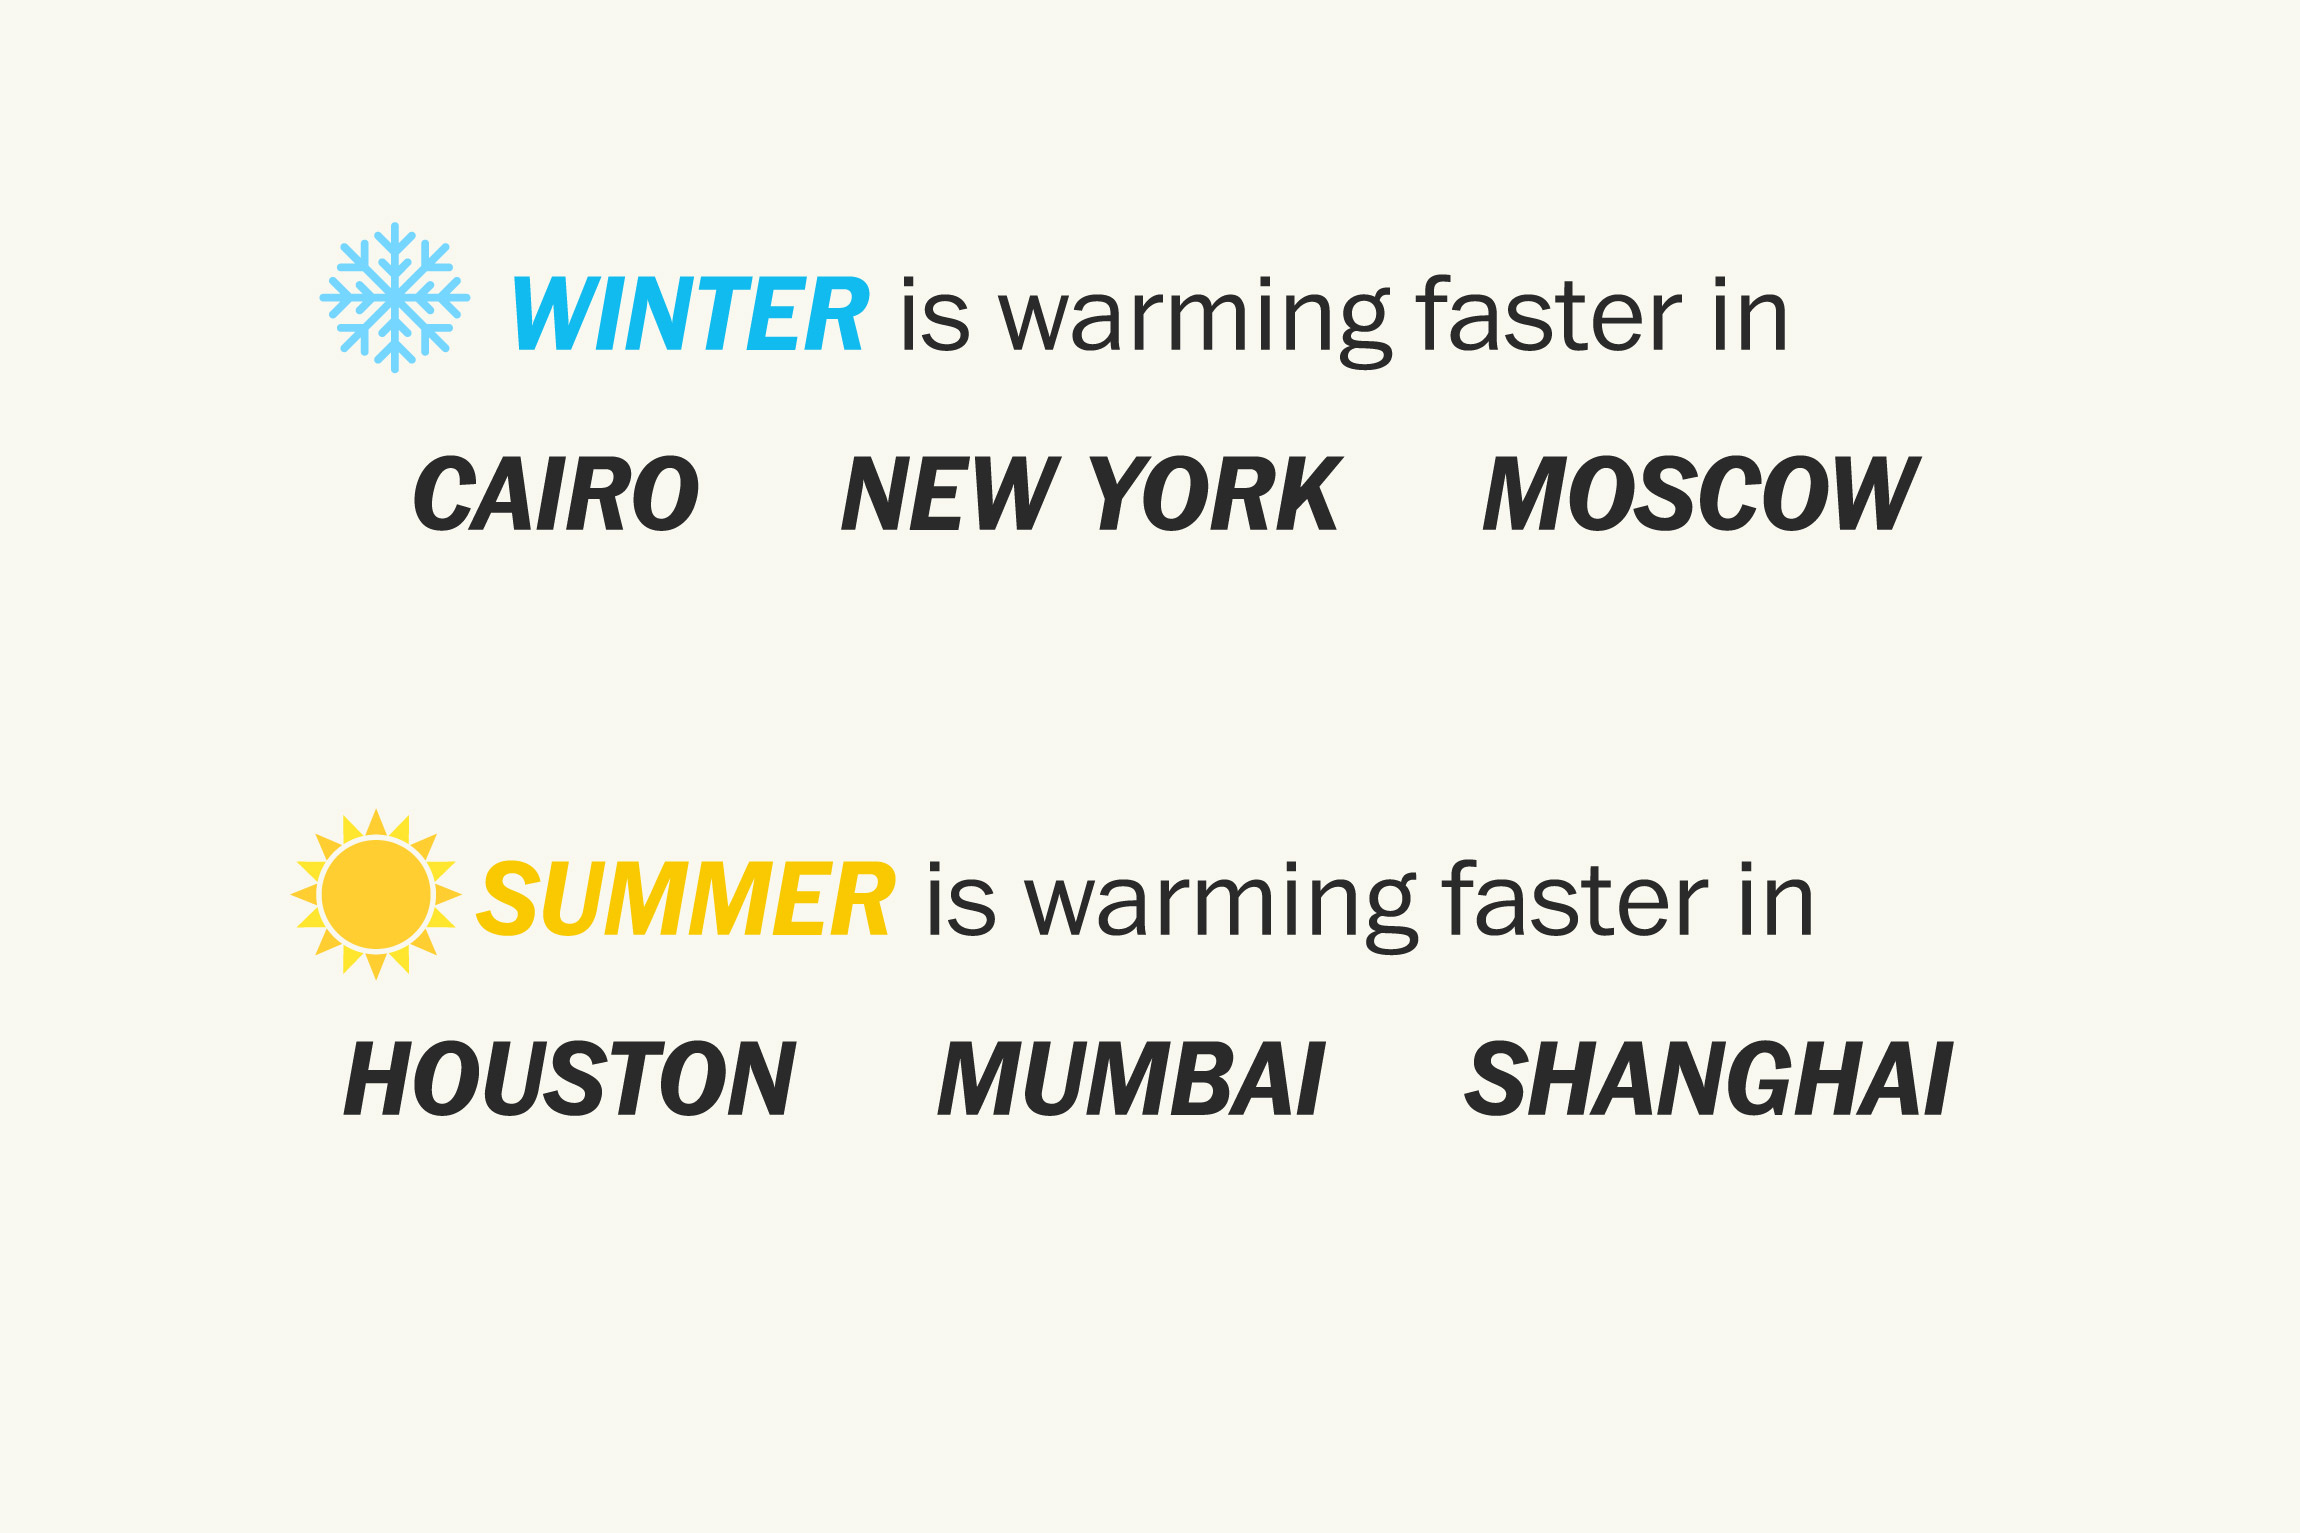 WINTER is warming faster in
CAIRO NEW YORK MOSCOW
SUMMER is warming faster in
HOUSTON MUMBAI SHANGHAI